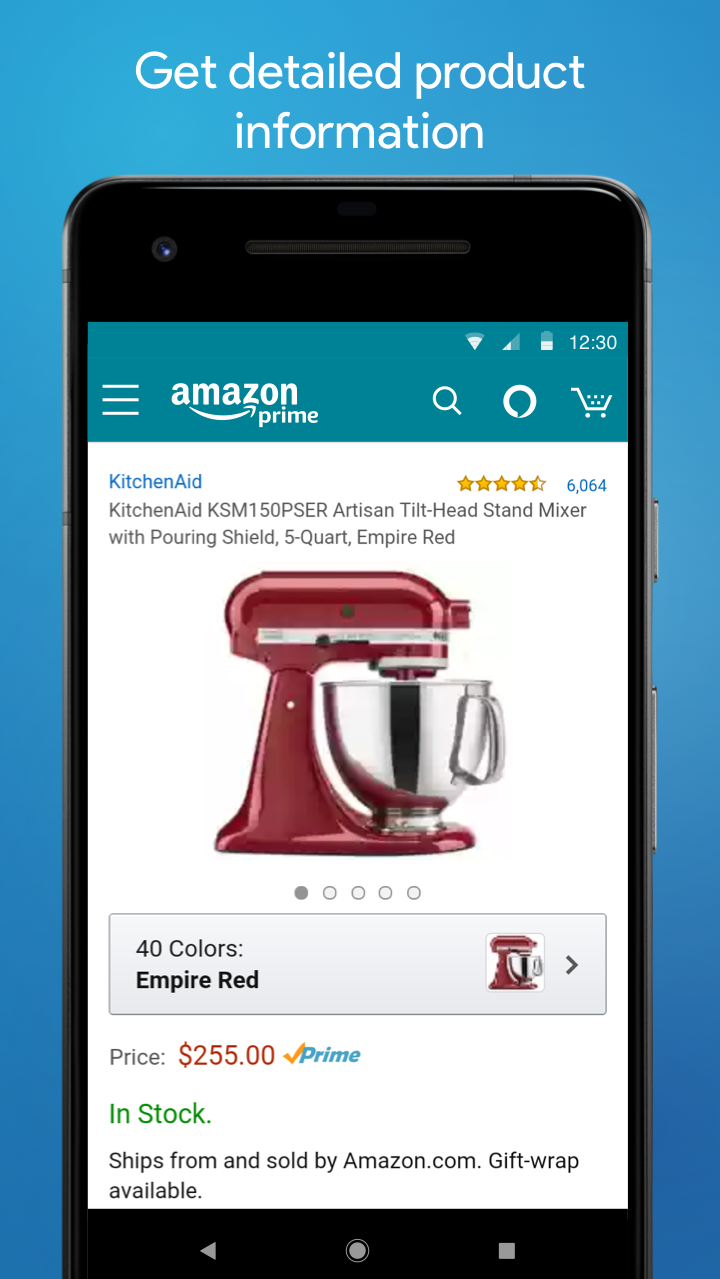 Get detailed product
information
12:30
amazon
prime
KitchenAid
6,064
KitchenAid KSM150PSER Artisan Tilt-Head Stand Mixer
with Pouring Shield, 5-Quart, Empire Red
40 Colors:
Empire Red
Price: $255.00 Prime
In Stock.
Ships from and sold by Amazon.com. Gift-wrap
available.